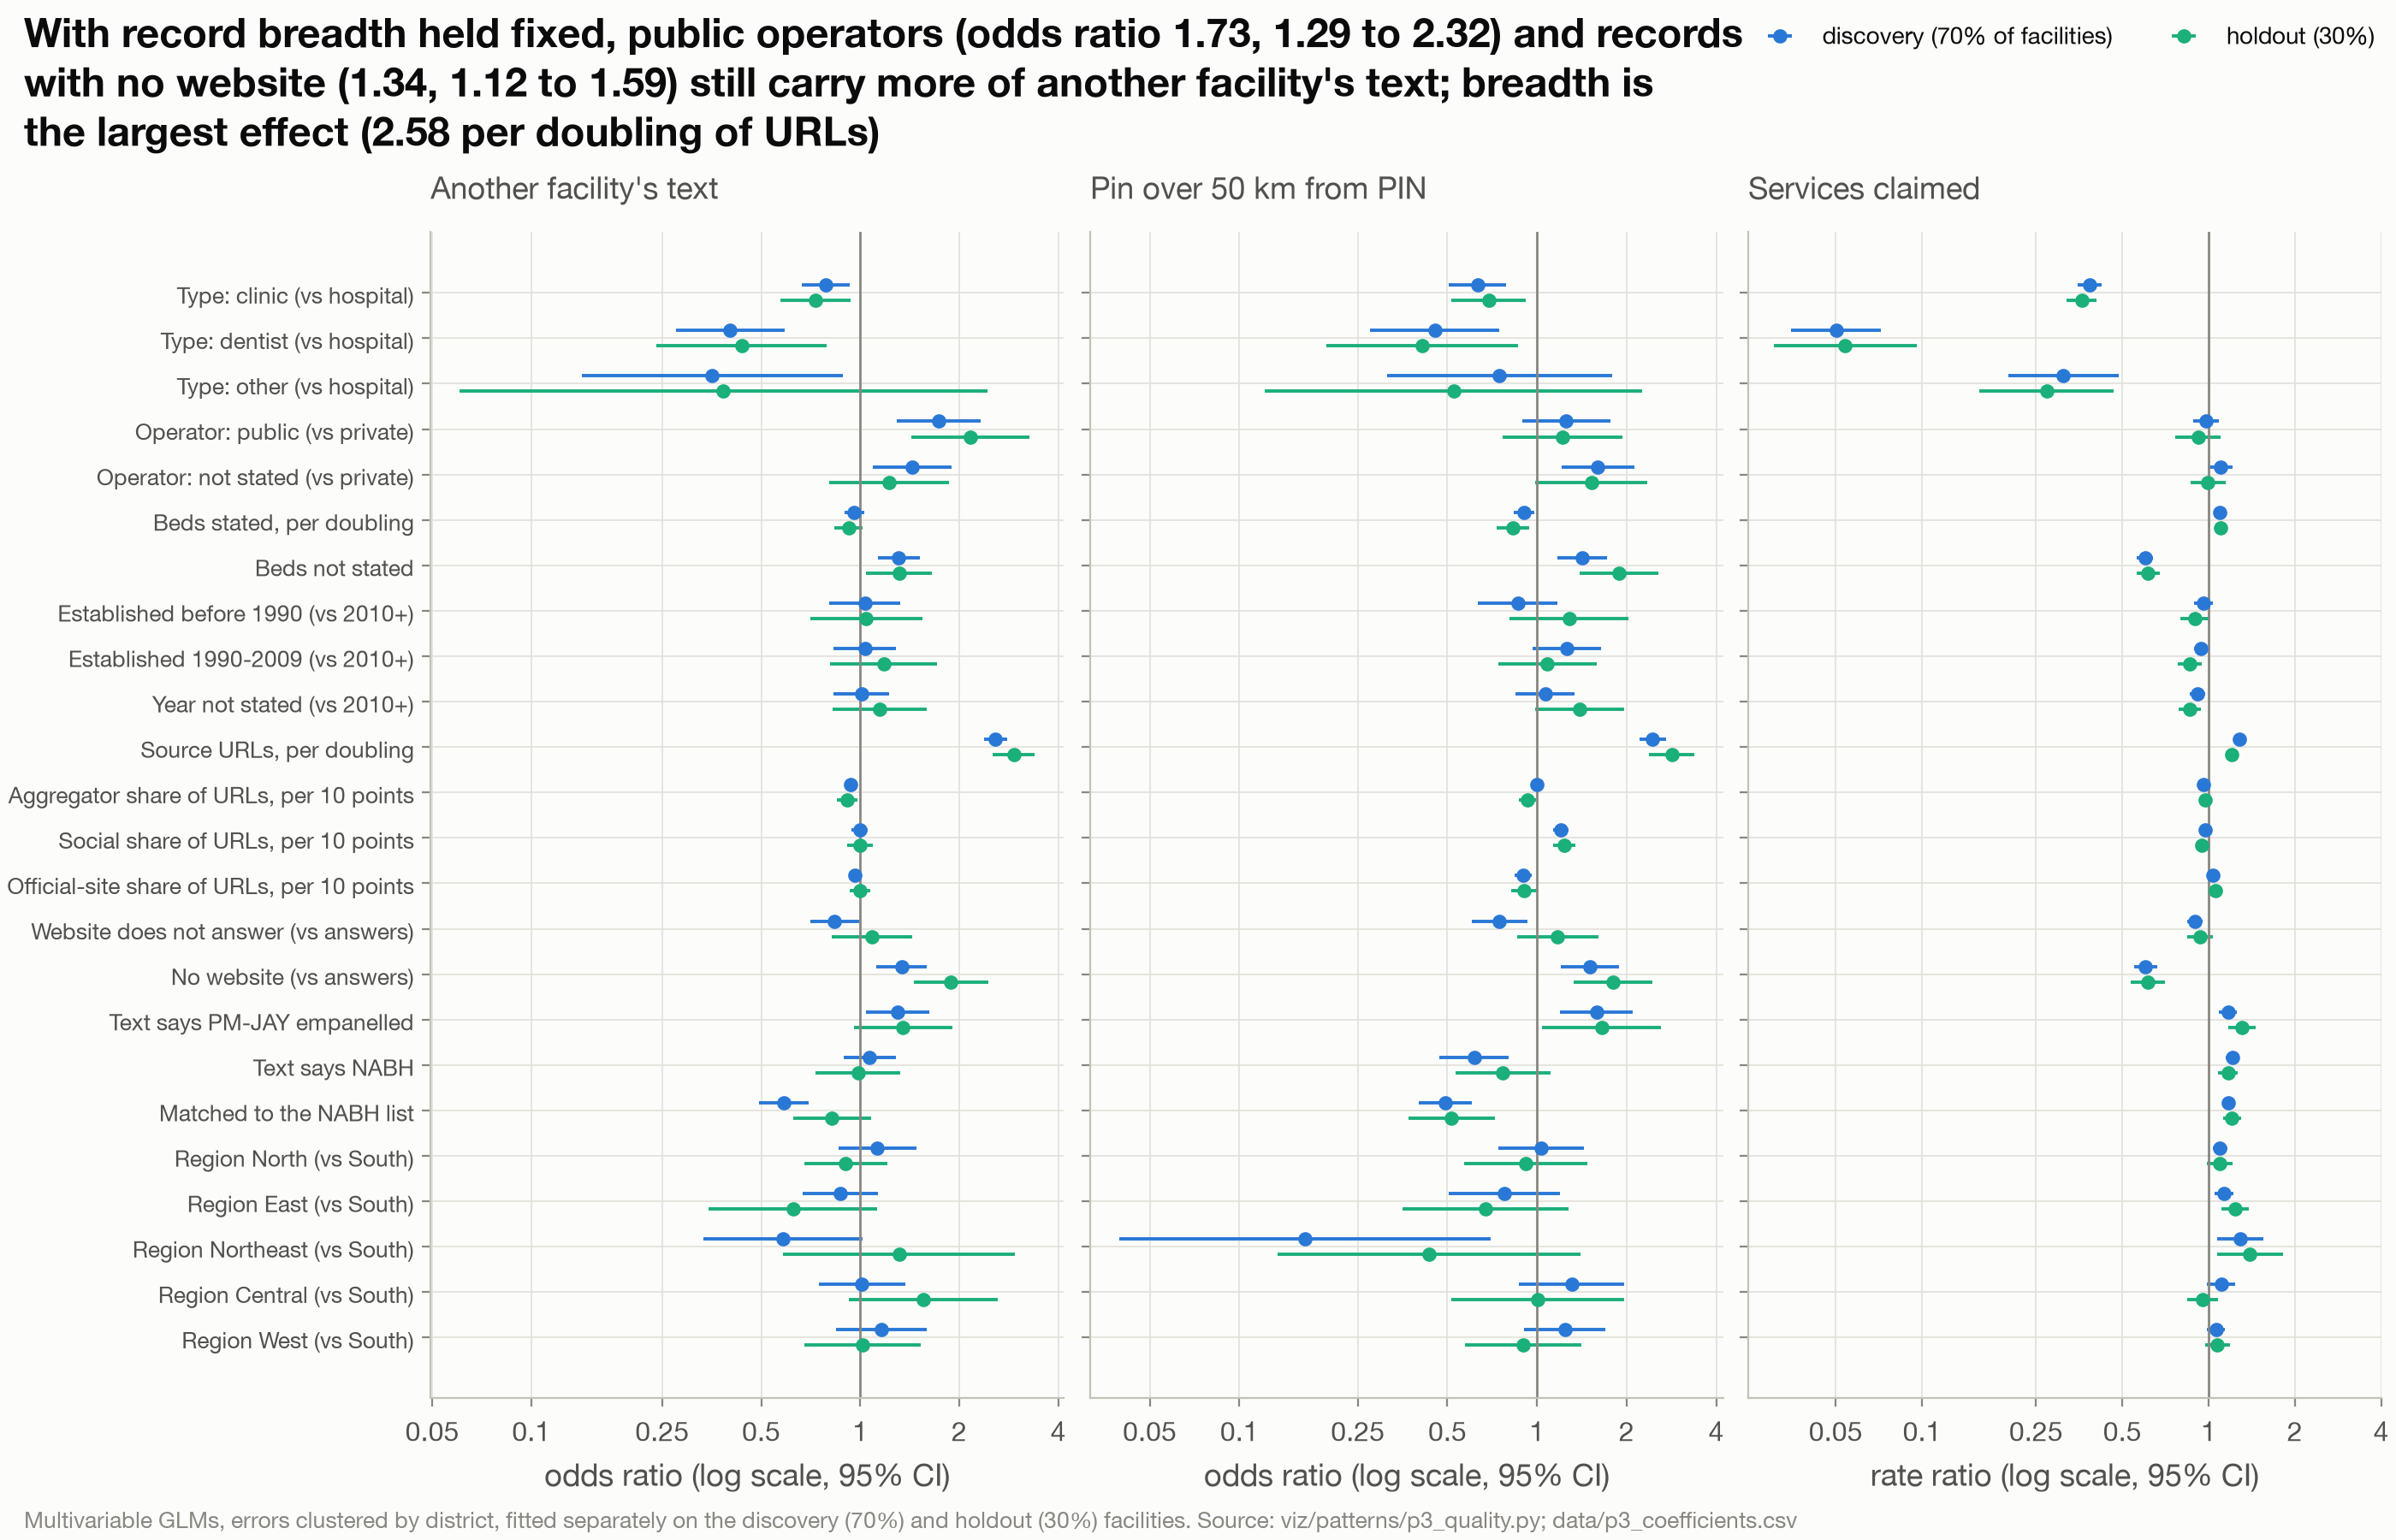 With record breadth held fixed, public operators (odds ratio 1.73, 1.29 to 2.32) and records
with no website (1.34, 1.12 to 1.59) still carry more of another facility's text; breadth is
the largest effect (2.58 per doubling of URLs)
discovery (70% of facilities)
holdout (30%)
Another facility's text
Pin over 50 km from PIN
Services claimed
Type: clinic (vs hospital)
Type: dentist (vs hospital)
Type: other (vs hospital)
Operator: public (vs private)
Operator: not stated (vs private)
Beds stated, per doubling
Beds not stated
Established before 1990 (vs 2010+)
Established 1990-2009 (vs 2010+)
Year not stated (vs 2010+)
Source URLs, per doubling
Aggregator share of URLs, per 10 points
Social share of URLs, per 10 points
Official-site share of URLs, per 10 points
Website does not answer (vs answers)
No website (vs answers)
Text says PM-JAY empanelled
Text says NABH
Matched to the NABH list
Region North (vs South)
Region East (vs South)
Region Northeast (vs South)
Region Central (vs South)
Region West (vs South)
0.05 0.1 0.25 0.5 1 2 4
0.05 0.1 0.25 0.5 1 2 4
0.05 0.1 0.25 0.5 1 2 4
odds ratio (log scale, 95% CI)
odds ratio (log scale, 95% CI)
rate ratio (log scale, 95% CI)
Multivariable GLMs, errors clustered by district, fitted separately on the discovery (70%) and holdout (30%) facilities. Source: viz/patterns/p3_quality.py; data/p3_coefficients.csv